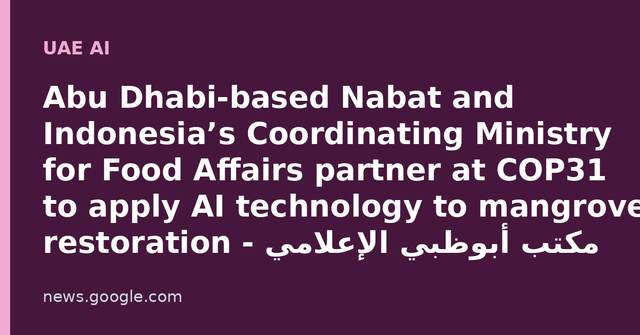 UAE AI
Abu Dhabi-based Nabat and
Indonesia’s Coordinating Ministry
for Food Affairs partner at COP31
to apply AI technology to mangrove
restoration - مكتب أبوظبي الإعلامي
news.google.com